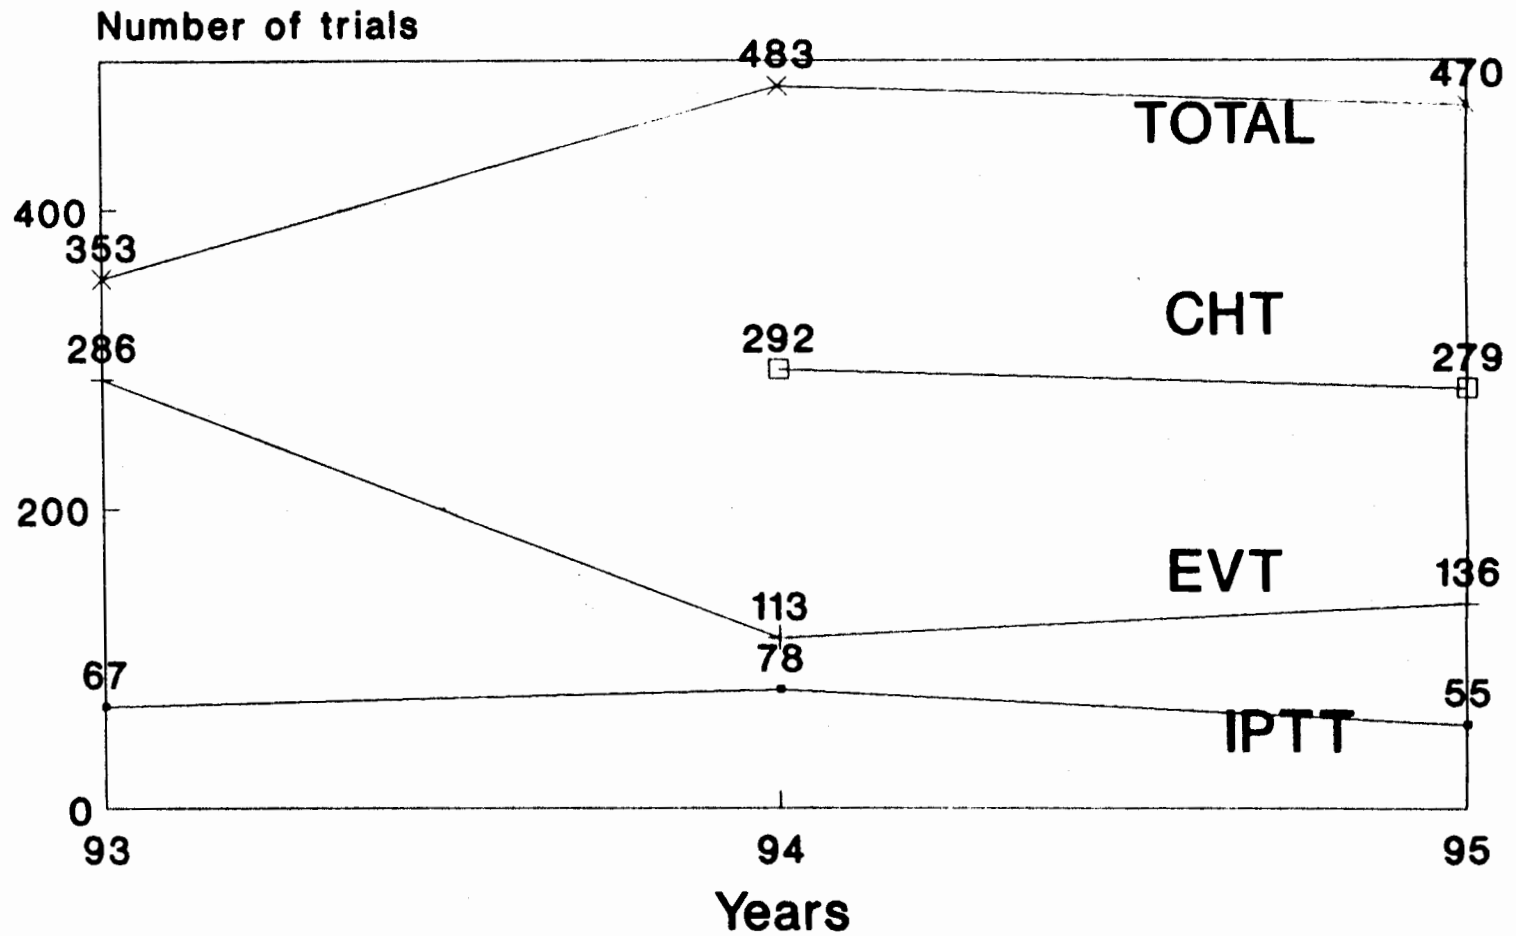 Number of trials
483
470
TOTAL
400
353
CHT
286
292
279
200
EVT
136
113
78
67
55
IPTT
0
93 94 95
Years